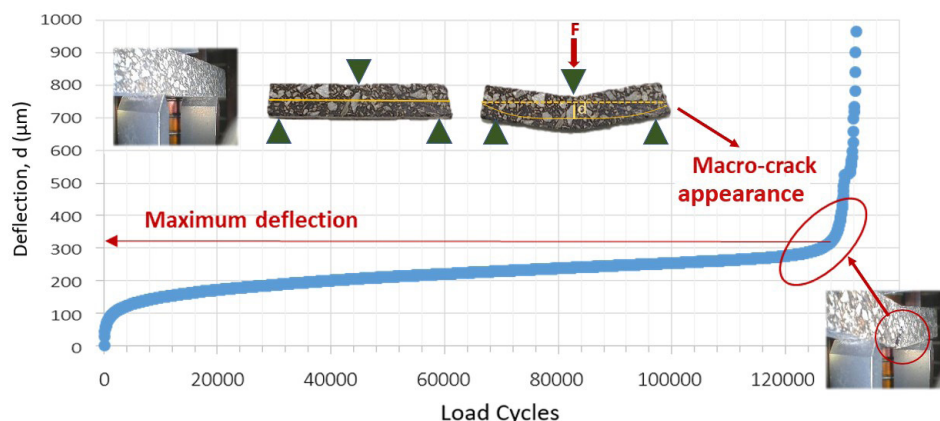 1000
900
800
700
600
500
400
300
200
100
0
Deflection, d (µm)
F
d
Macro-crack
appearance
Maximum deflection
0 20000 40000 60000 80000 100000 120000
Load Cycles